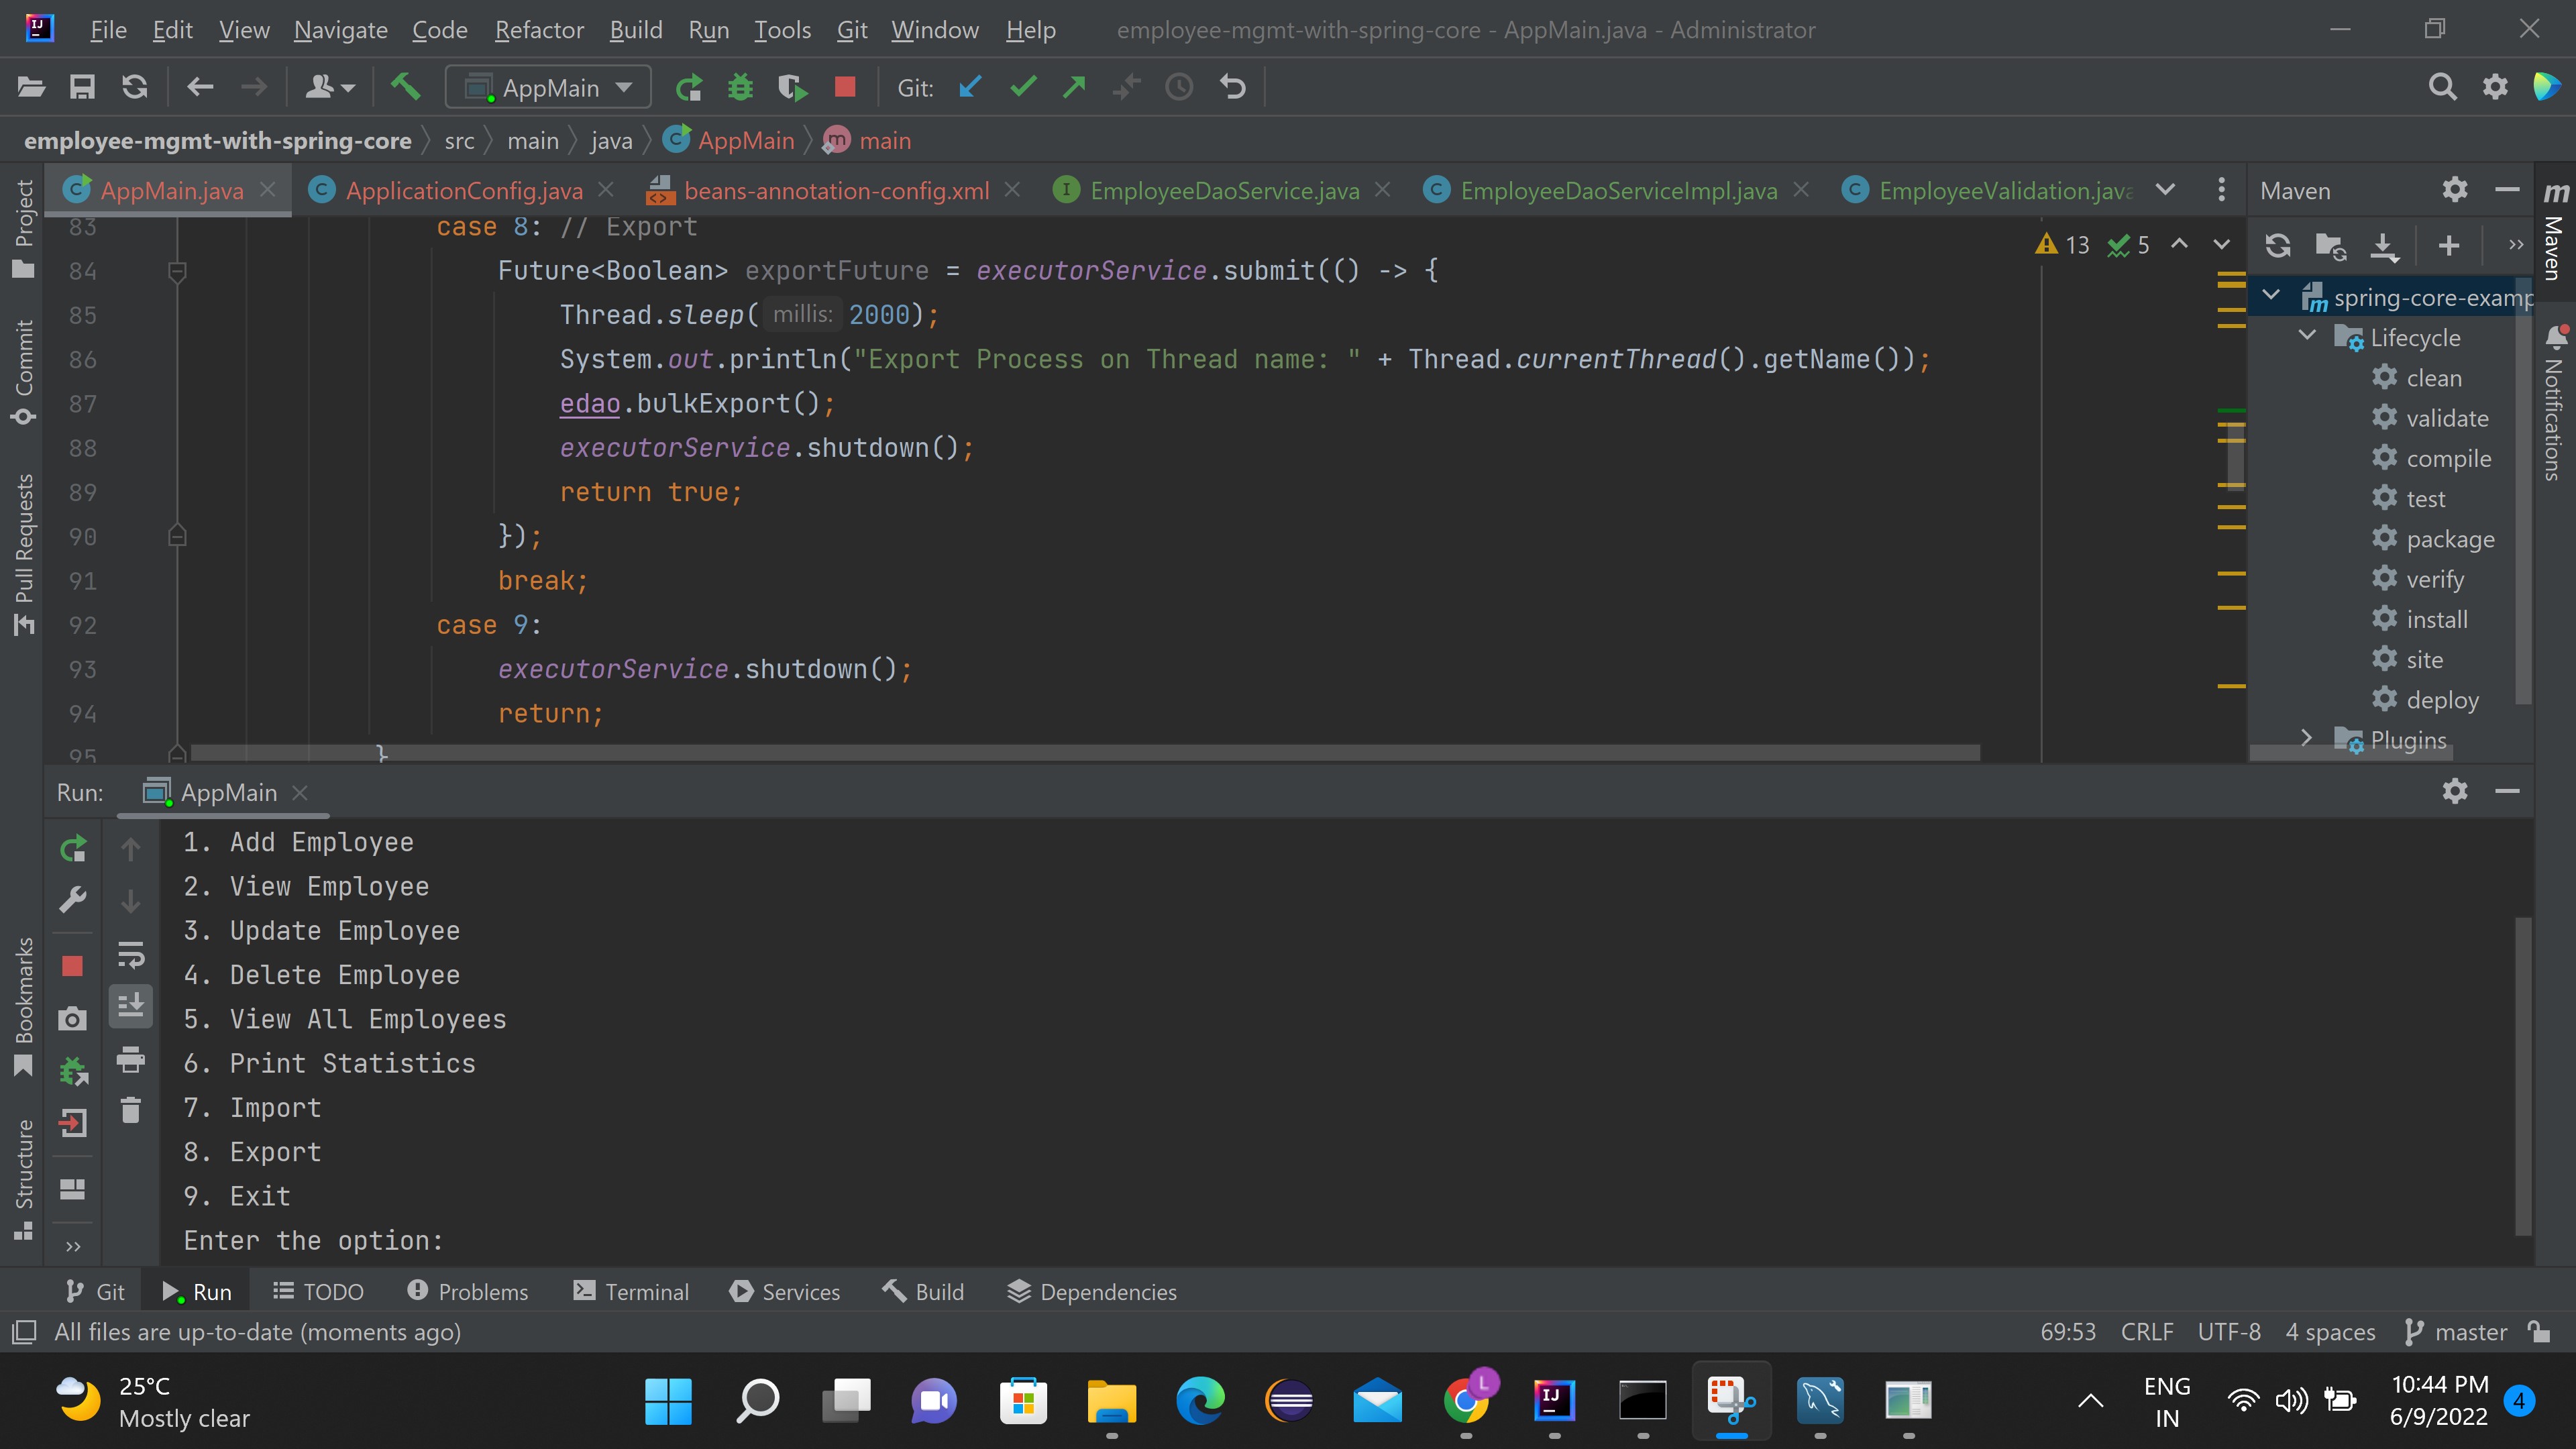 File Edit View Navigate Code Refactor Build Run Tools Git Window Help employee-mgmt-with-spring-core - AppMain.java - Administrator
AppMain Git:
employee-mgmt-with-spring-core src main java AppMain main
AppMain.java ApplicationConfig.java beans-annotation-config.xml EmployeeDaoService.java EmployeeDaoServiceImpl.java EmployeeValidation.java
83 case 8: // Export
84 Future<Boolean> exportFuture = executorService.submit(() -> {
85 Thread.sleep( millis: 2000);
86 System.out.println("Export Process on Thread name: " + Thread.currentThread().getName());
87 edao.bulkExport();
88 executorService.shutdown();
89 return true;
90 });
91 break;
92 case 9:
93 executorService.shutdown();
94 return;
95 }
13 5
Maven
spring-core-examp
Lifecycle
clean
validate
compile
test
package
verify
install
site
deploy
Plugins
Project
Commit
Pull Requests
Bookmarks
Structure
Maven
Notifications
Run: AppMain
1. Add Employee
2. View Employee
3. Update Employee
4. Delete Employee
5. View All Employees
6. Print Statistics
7. Import
8. Export
9. Exit
Enter the option:
Git Run TODO Problems Terminal Services Build Dependencies
All files are up-to-date (moments ago) 69:53 CRLF UTF-8 4 spaces master
25°C
Mostly clear
L
ENG
IN
10:44 PM
6/9/2022
4